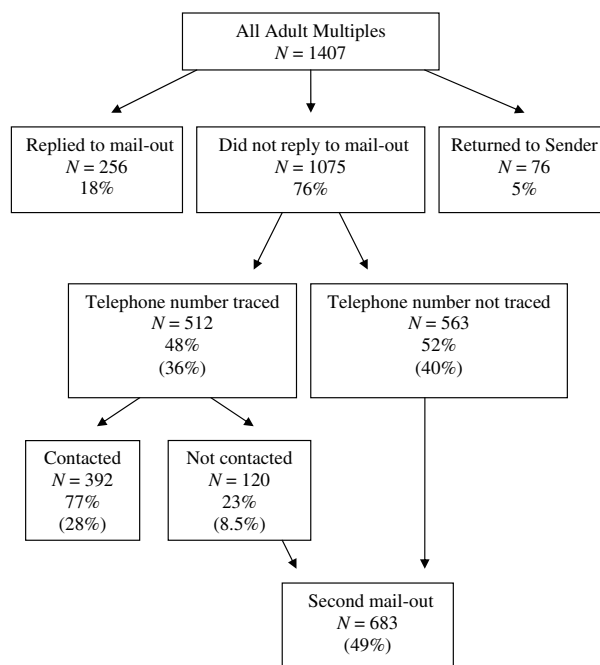 All Adult Multiples
N = 1407
Replied to mail-out
N = 256
18%
Did not reply to mail-out
N = 1075
76%
Returned to Sender
N = 76
5%
Telephone number traced
N = 512
48%
(36%)
Telephone number not traced
N = 563
52%
(40%)
Contacted
N = 392
77%
(28%)
Not contacted
N = 120
23%
(8.5%)
Second mail-out
N = 683
(49%)